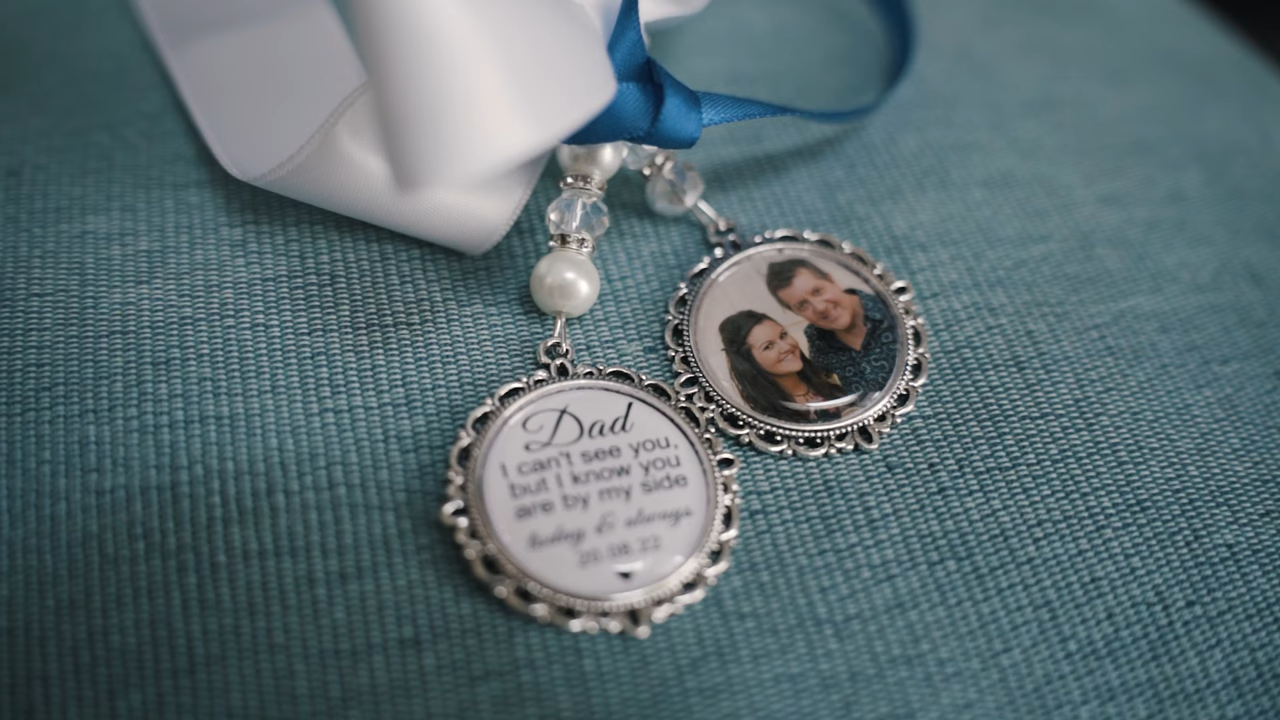 Dad
I can't see you,
but I know you
are by my side
today & always
20.08.22